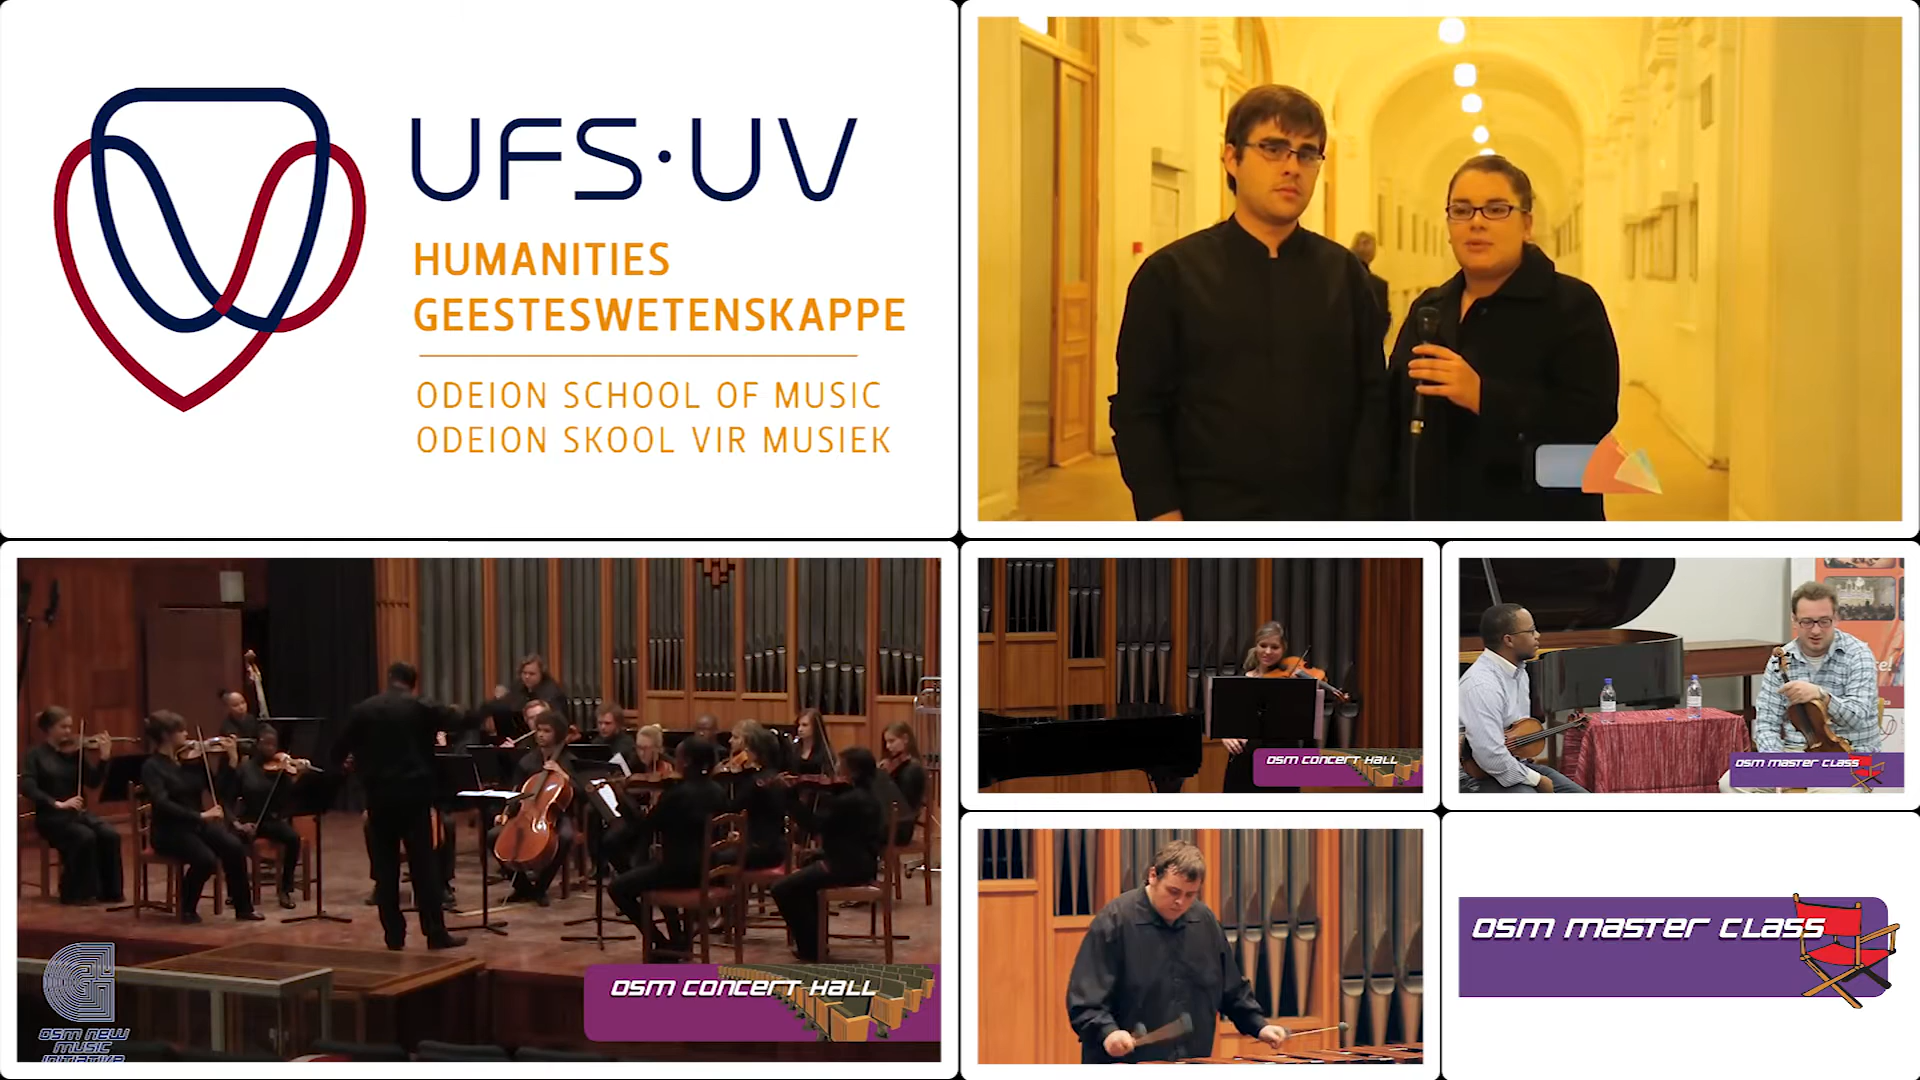 UFS·UV
HUMANITIES
GEESTESWETENSKAPPE
ODEION SCHOOL OF MUSIC
ODEION SKOOL VIR MUSIEK
OSM CONCERT HALL
OSM NEW
MUSIC
INITIATIVE
OSM CONCERT HALL
OSM MASTER CLASS
OSM MASTER CLASS